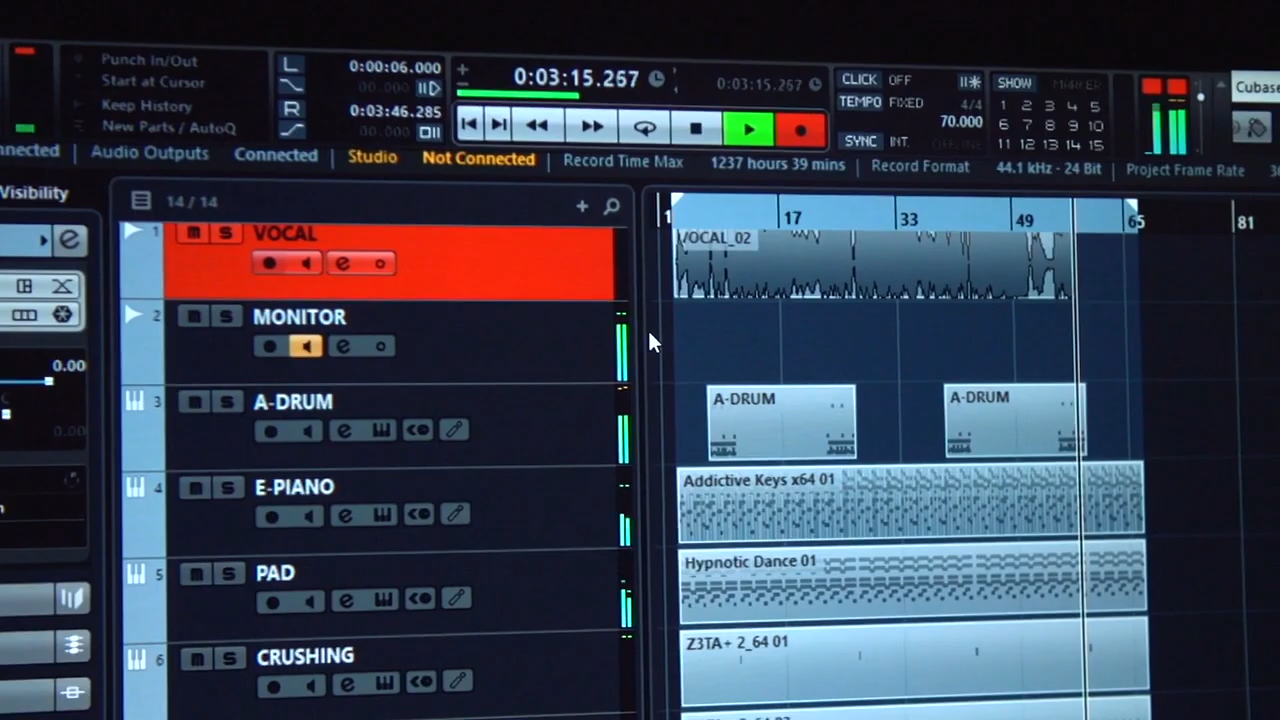 Punch In/Out
Start at Cursor
Keep History
New Parts / AutoQ
L 0:00:06.000
R 0:03:46.285
0:03:15.267
0:03:15.267
CLICK OFF
TEMPO FIXED 4/4
70.000
SYNC INT.
SHOW MARKER
1 2 3 4 5
6 7 8 9 10
11 12 13 14 15
Cubase
Audio Outputs Connected Studio Not Connected Record Time Max 1237 hours 39 mins Record Format 44.1 kHz - 24 Bit Project Frame Rate
Visibility
14 / 14
17 33 49 65 81
1 m S VOCAL
VOCAL_02
2 m S MONITOR
0.00
3 m S A-DRUM
A-DRUM A-DRUM
0.00
4 m S E-PIANO
Addictive Keys x64 01
5 m S PAD
Hypnotic Dance 01
6 m S CRUSHING
Z3TA+ 2_64 01